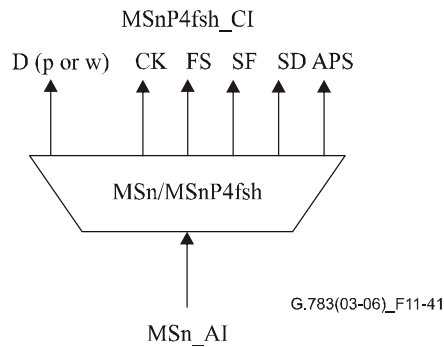 MSnP4fsh_CI
D (p or w) CK FS SF SD APS
MSn/MSnP4fsh
G.783(03-06)_F11-41
MSn_AI